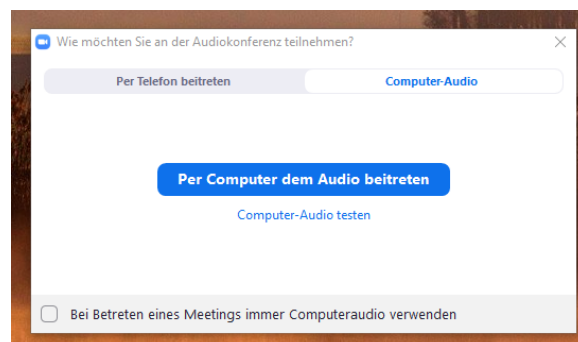 Wie möchten Sie an der Audiokonferenz teilnehmen?
Per Telefon beitreten
Computer-Audio
Per Computer dem Audio beitreten
Computer-Audio testen
Bei Betreten eines Meetings immer Computeraudio verwenden